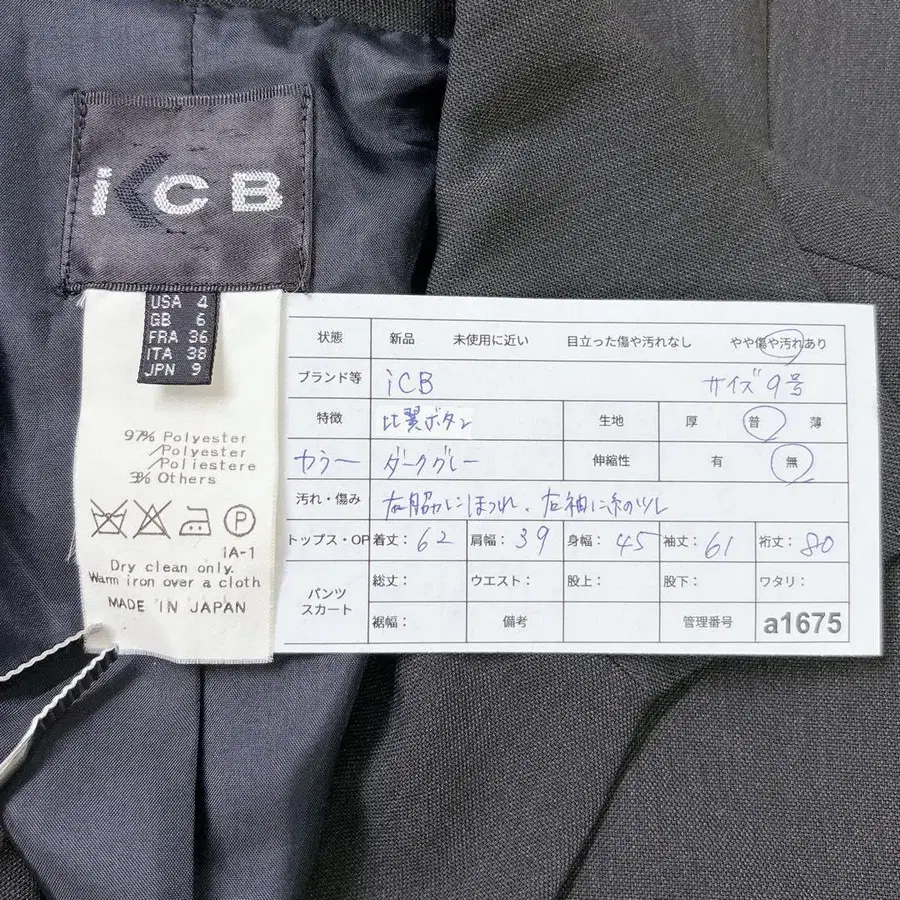 iCB
USA 4
GB 6
FRA 36
ITA 38
JPN 9
97% Polyester
/Polyester
/Poliestere
3% Others
P
iA-1
Dry clean only.
Warm iron over a cloth
MADE IN JAPAN
状態 新品 未使用に近い 目立った傷や汚れなし やや傷や汚れあり
ブランド等 iCB サイズ 9号
特徴 比翼ボタン 生地 厚 普 薄
カラー ダークグレー 伸縮性 有 無
汚れ・傷み 右脇にほつれ、右袖に糸のツレ
トップス・OP 着丈: 62 肩幅: 39 身幅: 45 袖丈: 61 裄丈: 80
パンツ スカート 総丈: ウエスト: 股上: 股下: ワタリ:
裾幅: 備考 管理番号 a1675